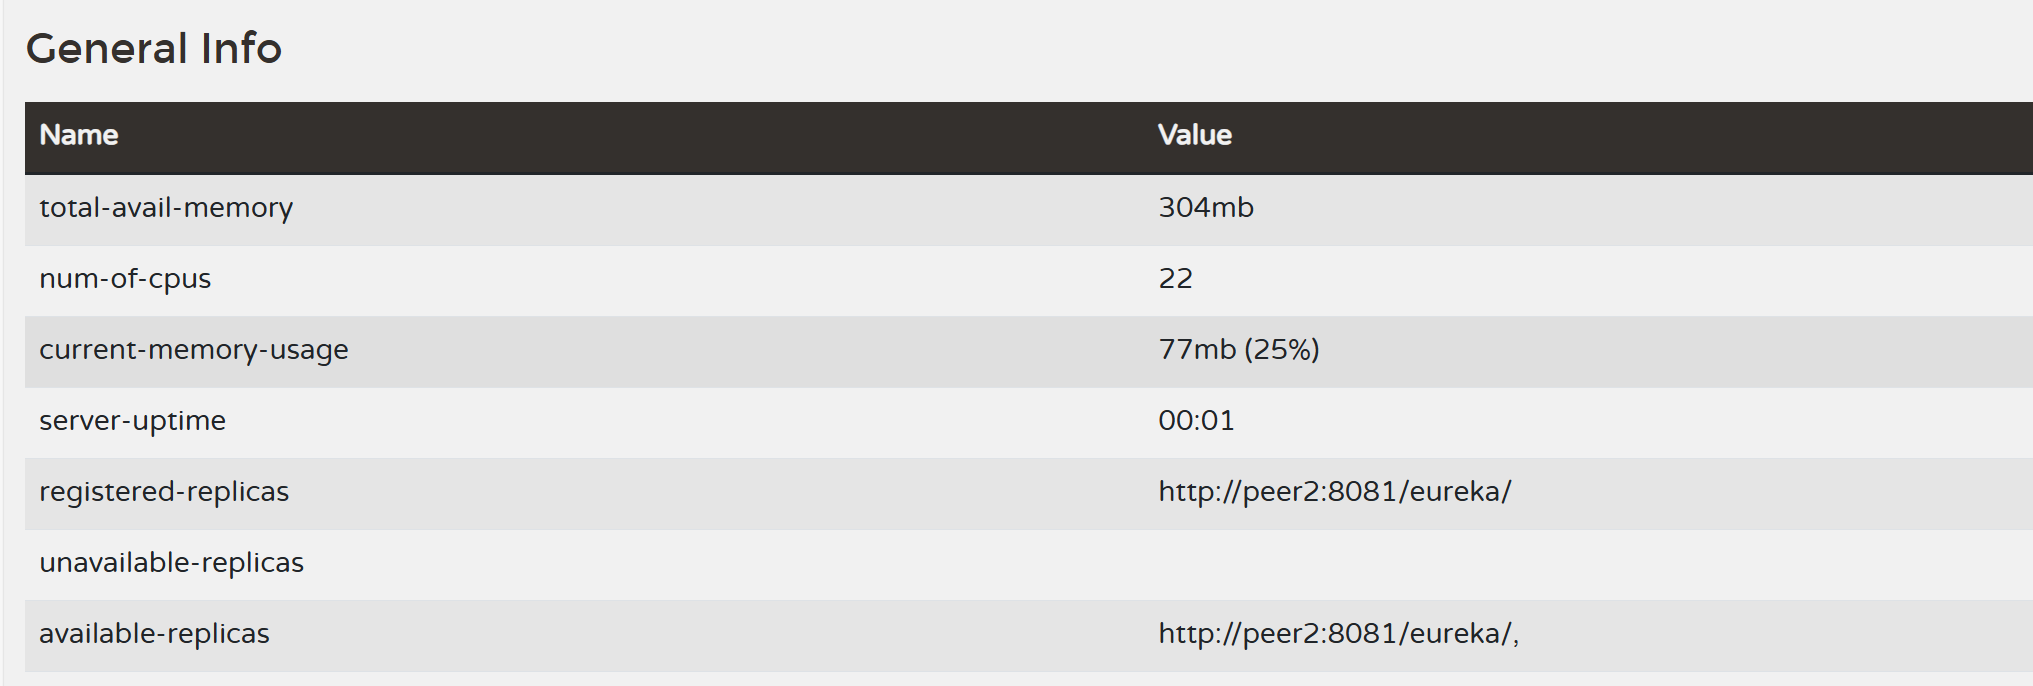 General Info
Name Value
total-avail-memory 304mb
num-of-cpus 22
current-memory-usage 77mb (25%)
server-uptime 00:01
registered-replicas http://peer2:8081/eureka/
unavailable-replicas
available-replicas http://peer2:8081/eureka/,